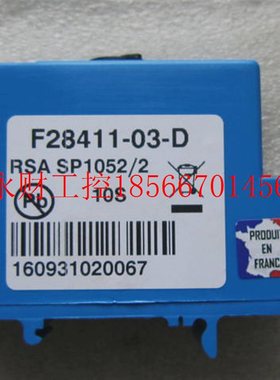 F28411-03-D
RSA SP1052/2
Pb
10S
永财工控18566701456
160931020067
PRODUIT
EN
FRANCE